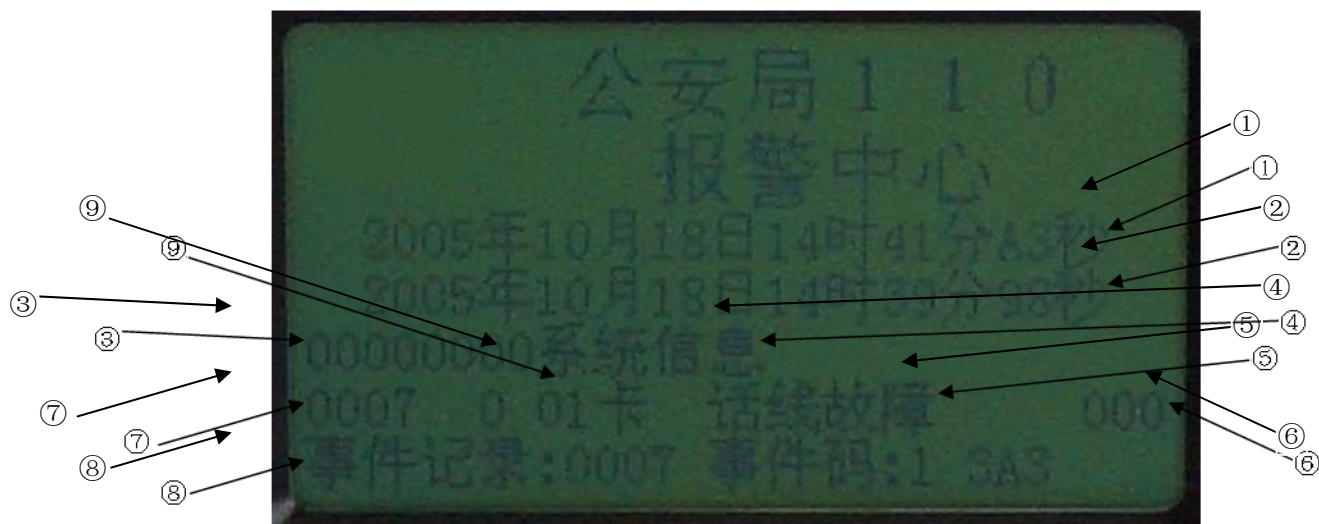 公安局１１０
①
报警中心
①
⑨ ②
2005年10月18日14时41分A3秒
⑨ ②
2005年10月18日14时39分98秒
③ ④
③ 00000000系统信息 ⑤ ④
⑤
⑦ 0007 0 01卡 话线故障 000
⑦ ⑥
⑧ 事件记录:0007 事件码:1 3A3 ⑥
⑧